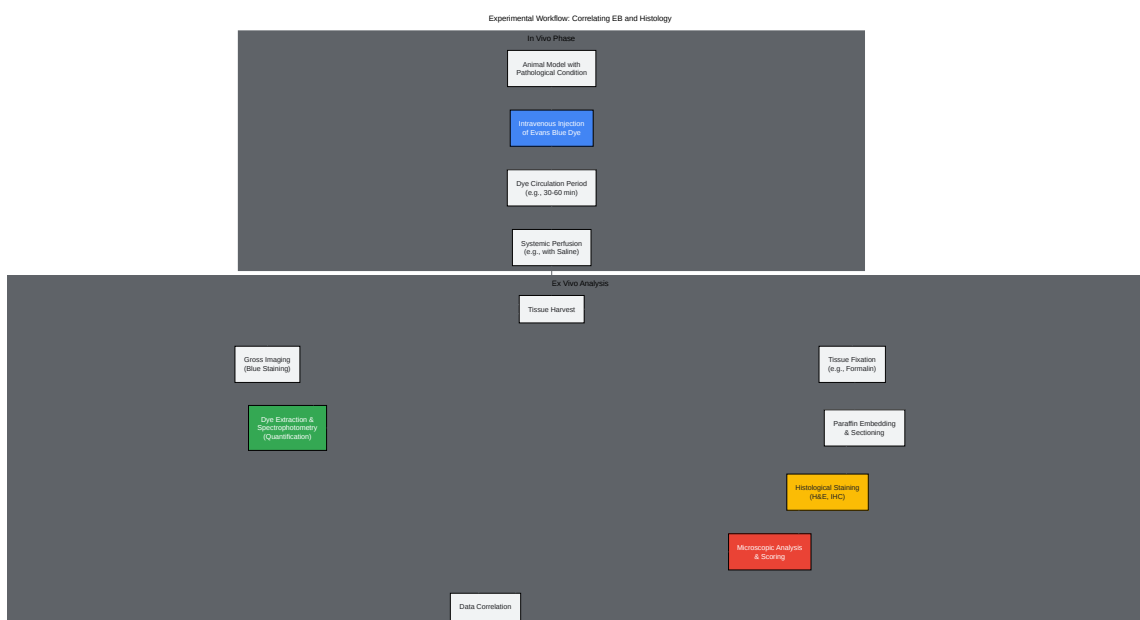 Experimental Workflow: Correlating EB and Histology
In Vivo Phase
Animal Model with
Pathological Condition
Intravenous Injection
of Evans Blue Dye
Dye Circulation Period
(e.g., 30-60 min)
Systemic Perfusion
(e.g., with Saline)
Ex Vivo Analysis
Tissue Harvest
Gross Imaging
(Blue Staining)
Tissue Fixation
(e.g., Formalin)
Dye Extraction &
Spectrophotometry
(Quantification)
Paraffin Embedding
& Sectioning
Histological Staining
(H&E, IHC)
Microscopic Analysis
& Scoring
Data Correlation